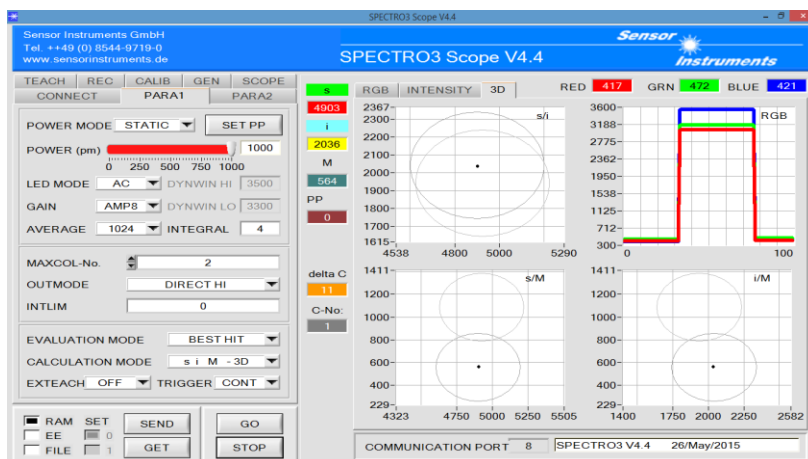 SPECTRO3 Scope V4.4
Sensor Instruments GmbH
Tel. ++49 (0) 8544-9719-0
www.sensorinstruments.de
SPECTRO3 Scope V4.4
Sensor
Instruments
TEACH REC CALIB GEN SCOPE
CONNECT PARA1 PARA2
POWER MODE STATIC SET PP
POWER (pm) 1000
0 250 500 750 1000
LED MODE AC DYNWIN HI 3500
GAIN AMP8 DYNWIN LO 3300
AVERAGE 1024 INTEGRAL 4
MAXCOL-No. 2
OUTMODE DIRECT HI
INTLIM 0
EVALUATION MODE BEST HIT
CALCULATION MODE s i M - 3D
EXTEACH OFF TRIGGER CONT
RAM SET SEND GO
EE 0
FILE 1 GET STOP
s
4903
i
2036
M
564
PP
0
delta C
11
C-No:
1
RGB INTENSITY 3D RED 417 GRN 472 BLUE 421
s/i
2367
2300
2200
2100
2000
1900
1800
1700
1615
4538 4800 5000 5290
RGB
3600
3188
2775
2362
1950
1538
1125
712
300
0 100
s/M
1411
1200
1000
800
600
400
229
4323 4750 5000 5250 5505
i/M
1411
1200
1000
800
600
400
229
1400 1750 2000 2250 2582
COMMUNICATION PORT 8 SPECTRO3 V4.4 26/May/2015